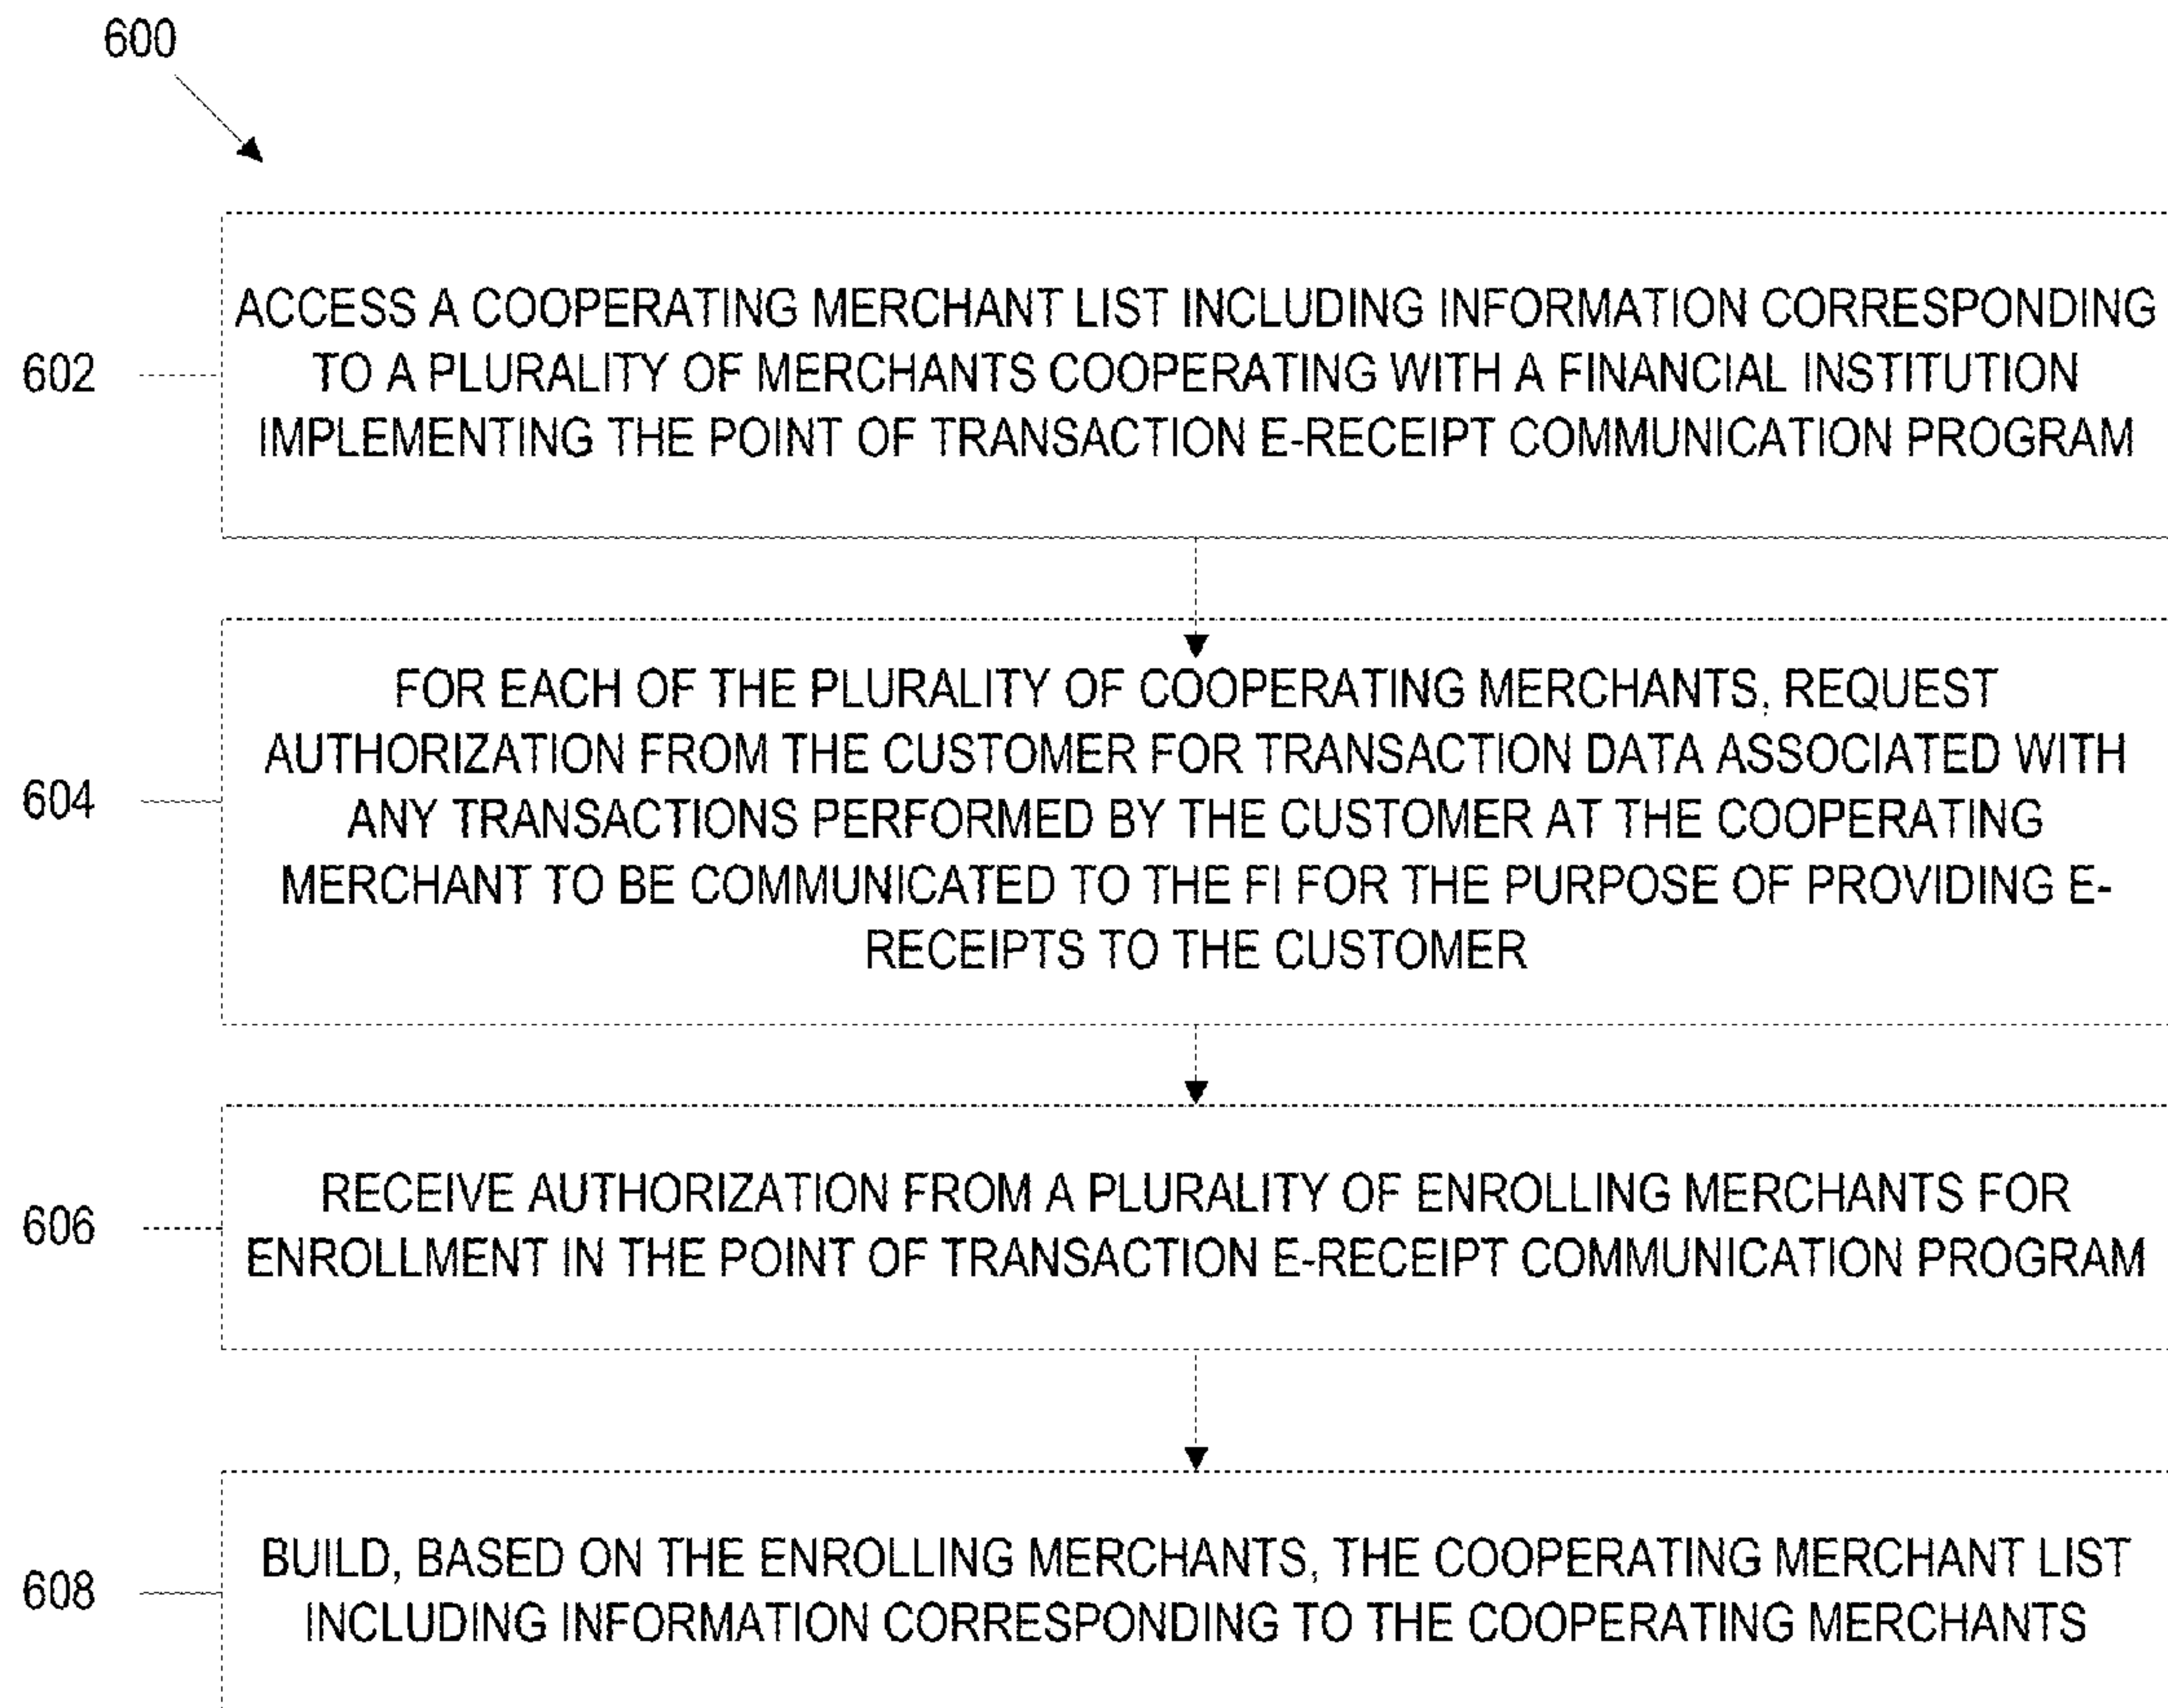 600
602
ACCESS A COOPERATING MERCHANT LIST INCLUDING INFORMATION CORRESPONDING
TO A PLURALITY OF MERCHANTS COOPERATING WITH A FINANCIAL INSTITUTION
IMPLEMENTING THE POINT OF TRANSACTION E-RECEIPT COMMUNICATION PROGRAM
604
FOR EACH OF THE PLURALITY OF COOPERATING MERCHANTS, REQUEST
AUTHORIZATION FROM THE CUSTOMER FOR TRANSACTION DATA ASSOCIATED WITH
ANY TRANSACTIONS PERFORMED BY THE CUSTOMER AT THE COOPERATING
MERCHANT TO BE COMMUNICATED TO THE FI FOR THE PURPOSE OF PROVIDING E-
RECEIPTS TO THE CUSTOMER
606
RECEIVE AUTHORIZATION FROM A PLURALITY OF ENROLLING MERCHANTS FOR
ENROLLMENT IN THE POINT OF TRANSACTION E-RECEIPT COMMUNICATION PROGRAM
608
BUILD, BASED ON THE ENROLLING MERCHANTS, THE COOPERATING MERCHANT LIST
INCLUDING INFORMATION CORRESPONDING TO THE COOPERATING MERCHANTS